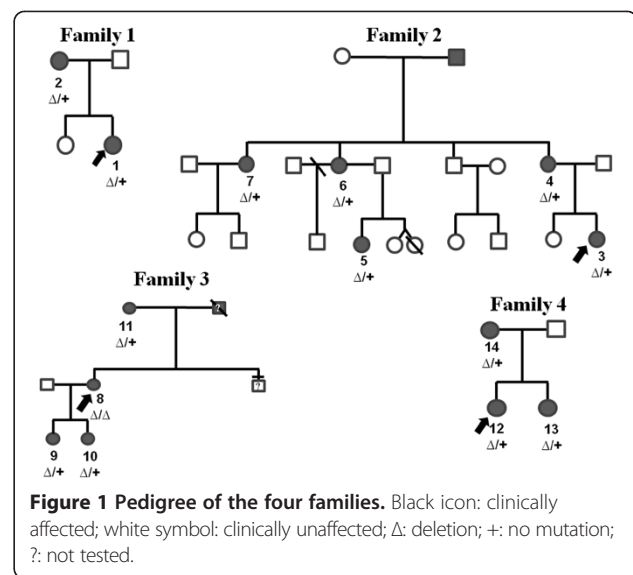 Family 1
Family 2
2
Δ/+
1
Δ/+
7
Δ/+
6
Δ/+
4
Δ/+
5
Δ/+
3
Δ/+
Family 3
Family 4
11
Δ/+
?
8
Δ/Δ
?
9
Δ/+
10
Δ/+
14
Δ/+
12
Δ/+
13
Δ/+
Figure 1 Pedigree of the four families. Black icon: clinically
affected; white symbol: clinically unaffected; Δ: deletion; +: no mutation;
?: not tested.